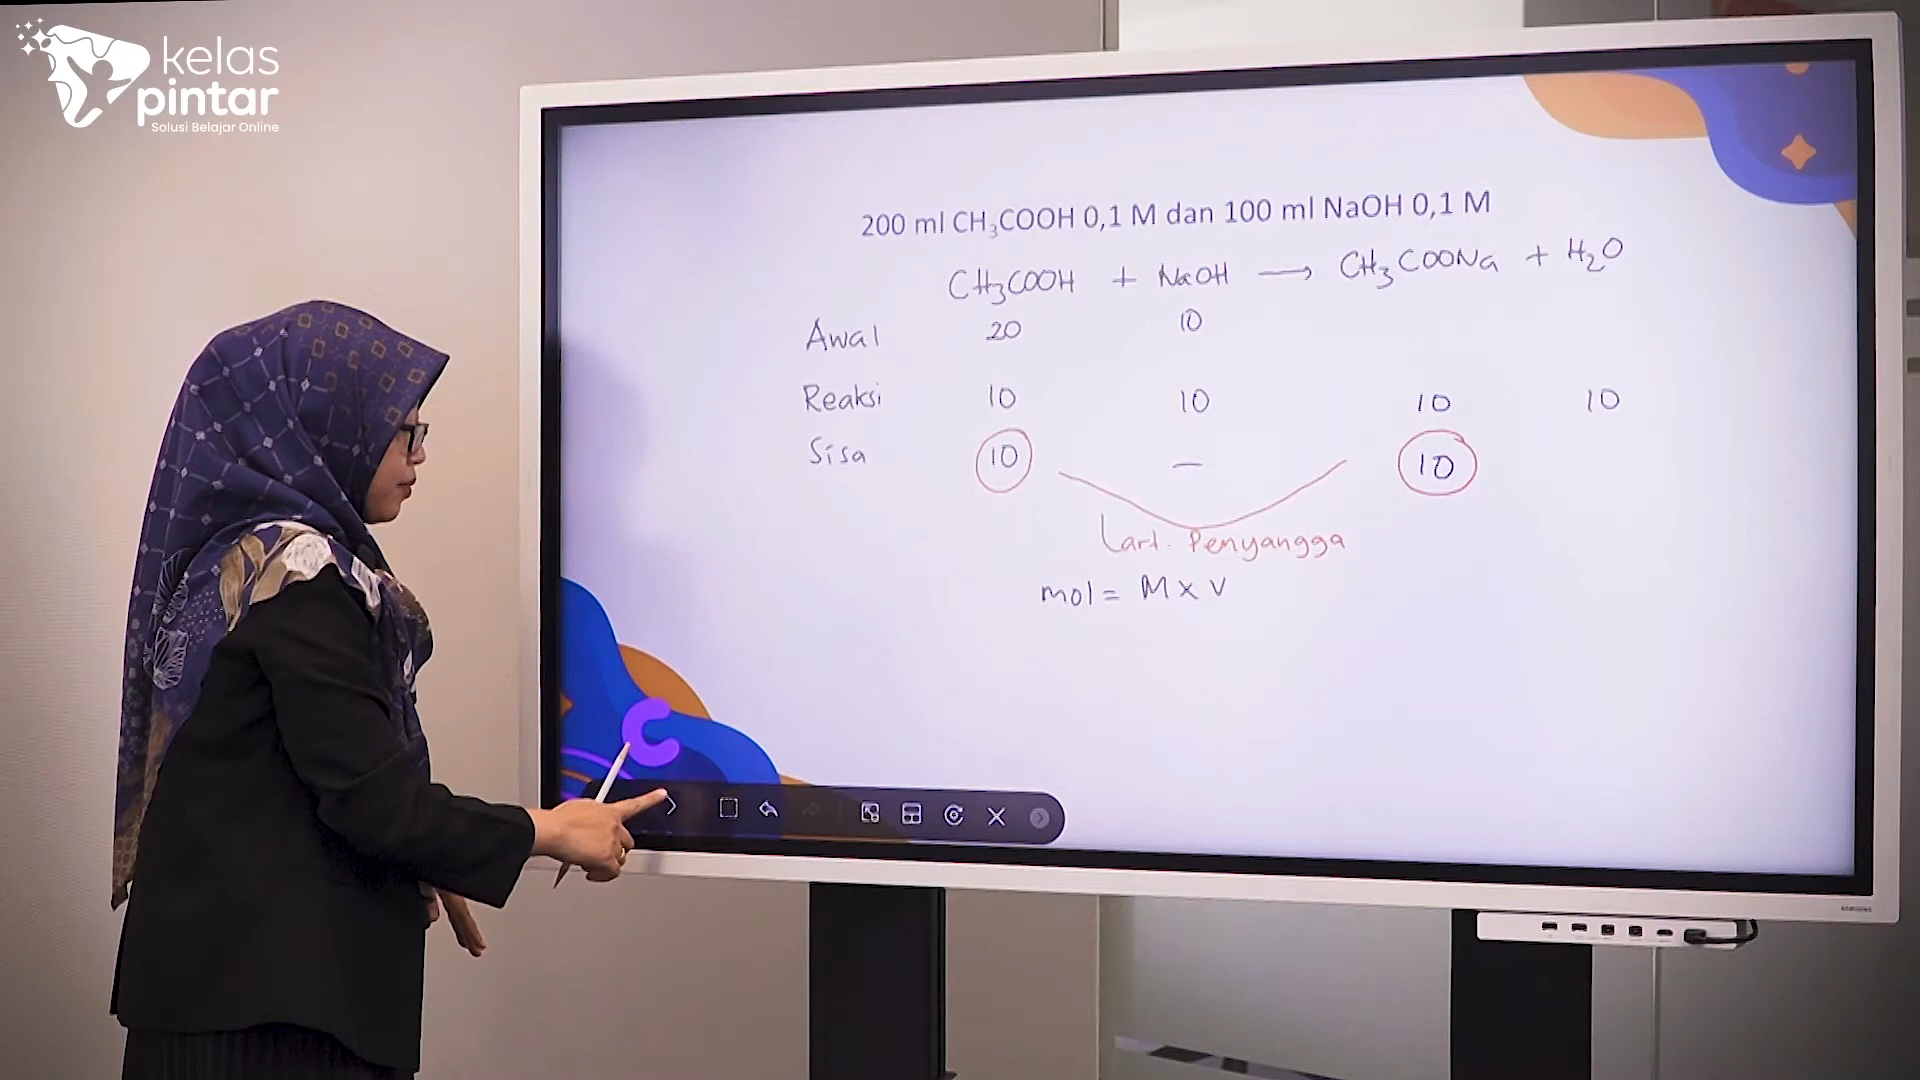 kelas
pintar
Solusi Belajar Online
200 ml CH₃COOH 0,1 M dan 100 ml NaOH 0,1 M
CH₃COOH + NaOH → CH₃COONa + H₂O
Awal 20 10
Reaksi 10 10 10 10
Sisa 10 – 10
Lart. Penyangga
mol = M x V